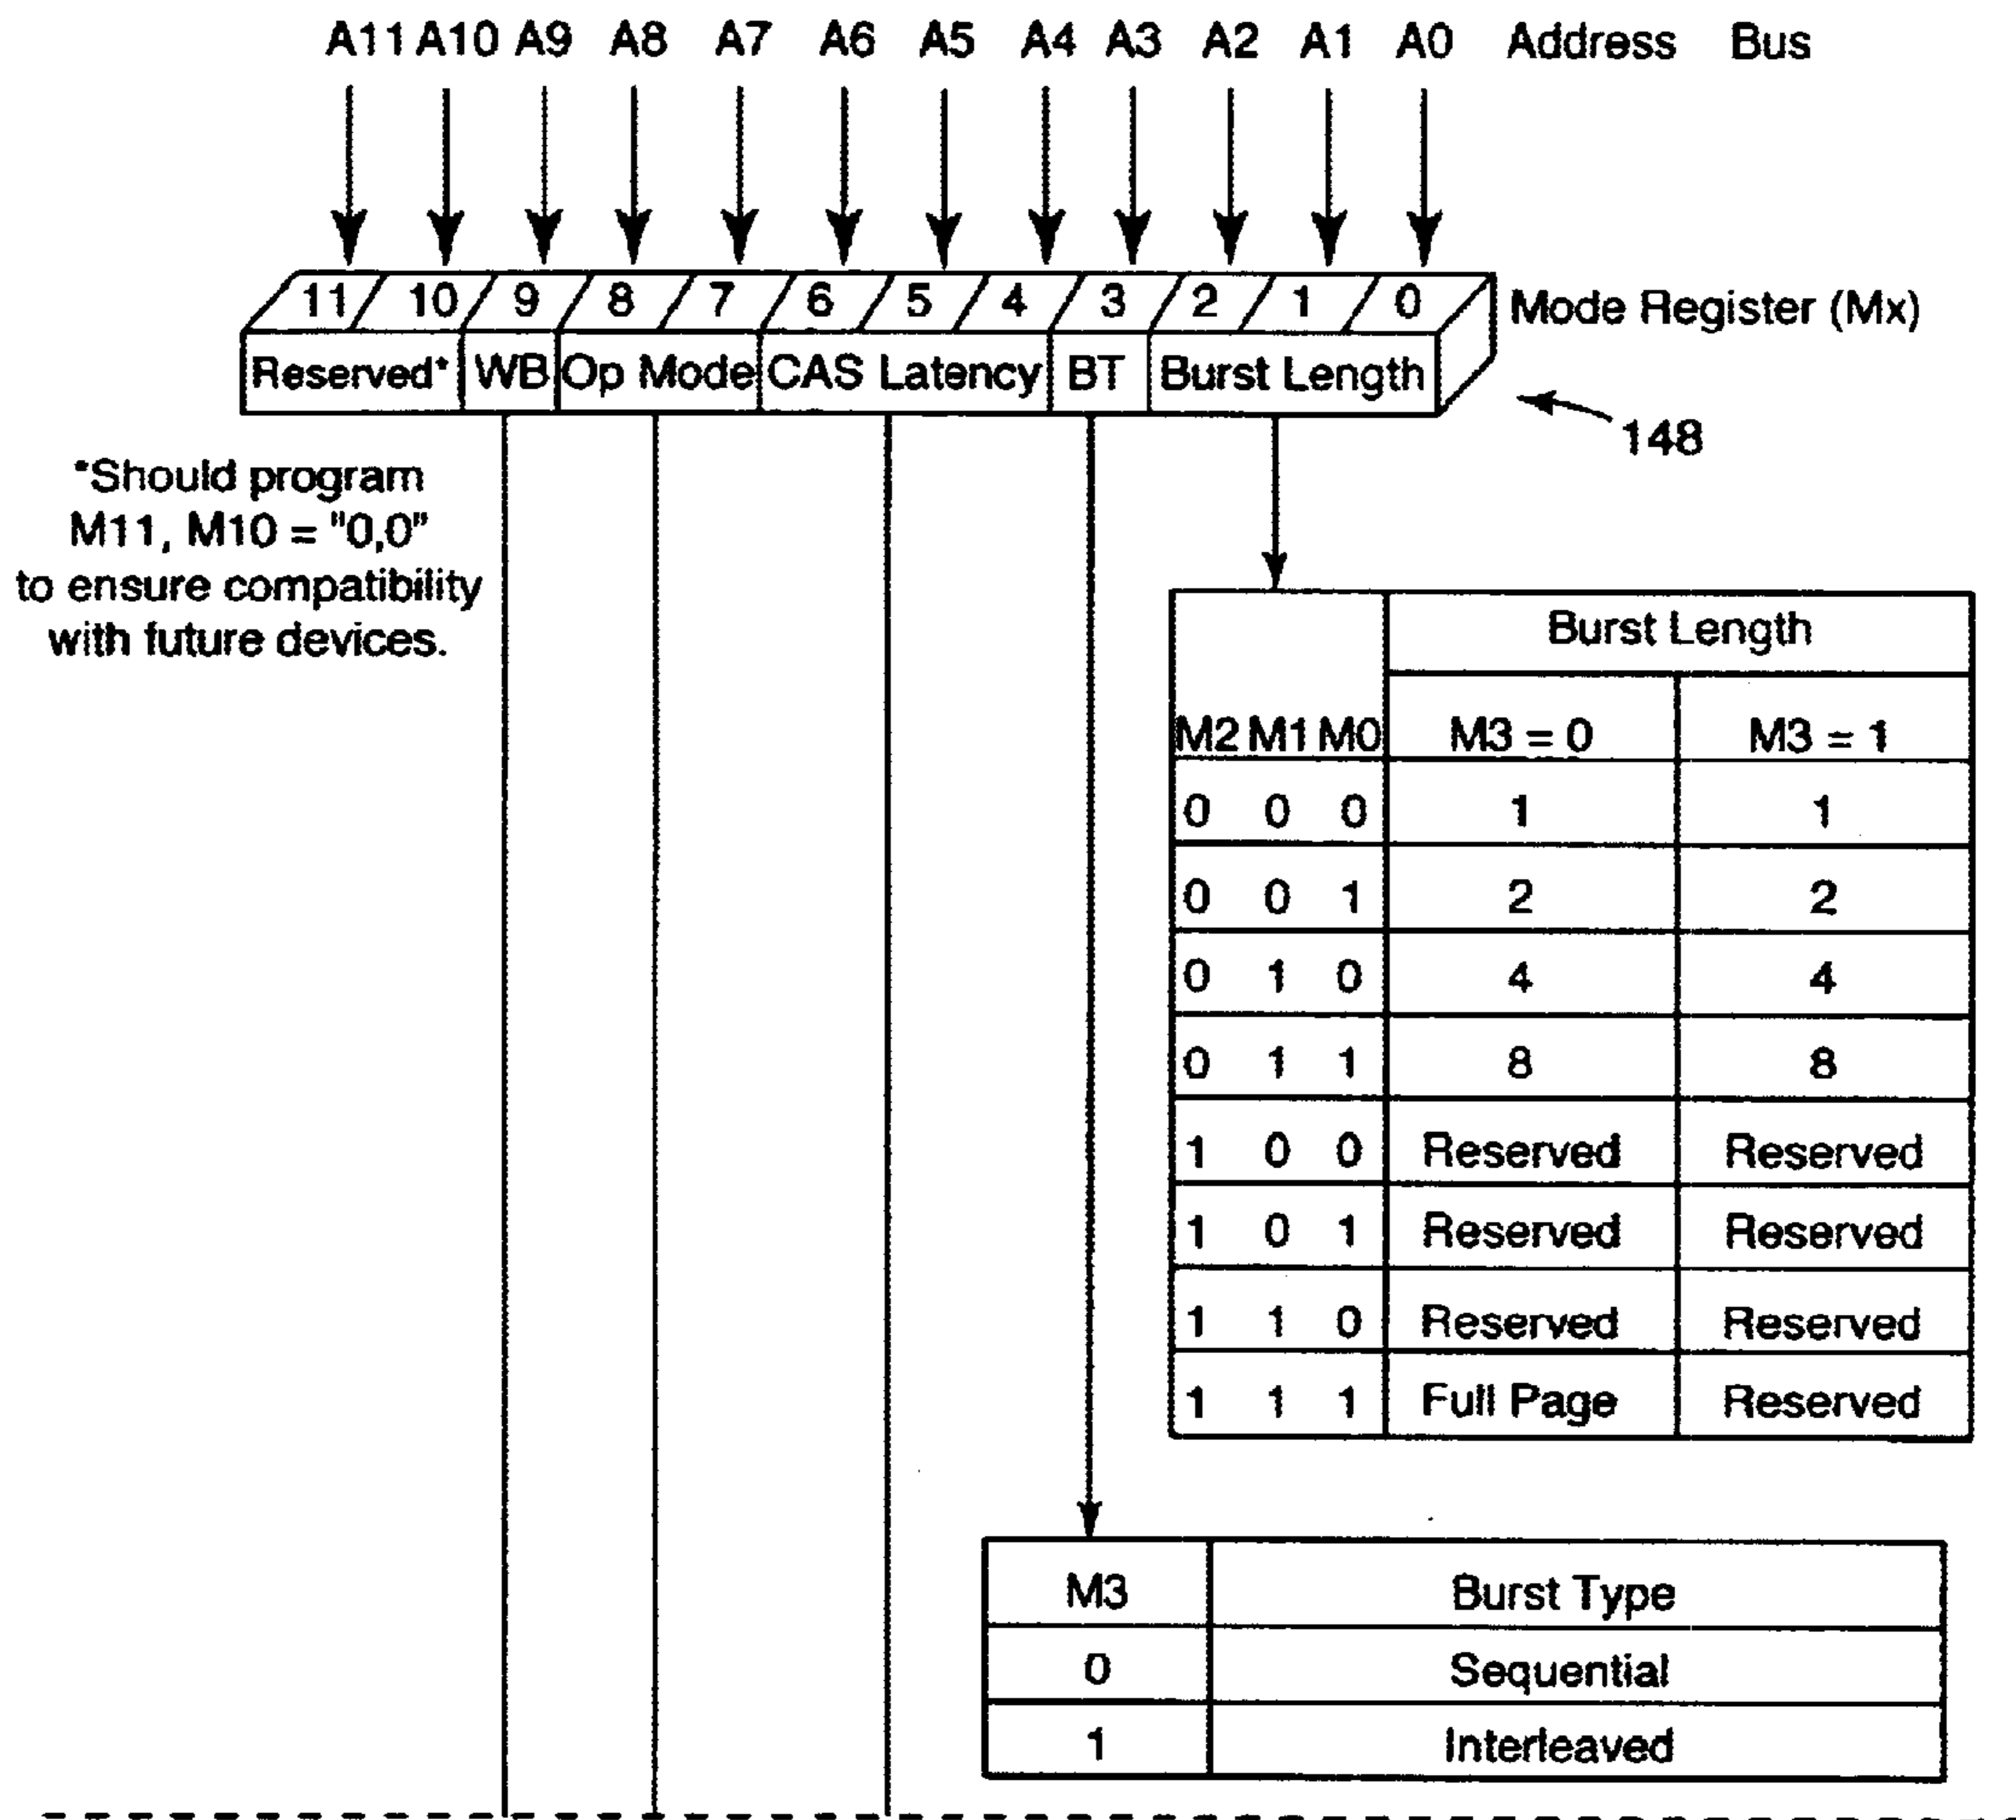 A11 A10 A9 A8 A7 A6 A5 A4 A3 A2 A1 A0 Address Bus
11 10 9 8 7 6 5 4 3 2 1 0 Mode Register (Mx)
Reserved* WB Op Mode CAS Latency BT Burst Length
148
*Should program
M11, M10 = "0,0"
to ensure compatibility
with future devices.
Burst Length
M2 M1 M0 M3 = 0 M3 = 1
0 0 0 1 1
0 0 1 2 2
0 1 0 4 4
0 1 1 8 8
1 0 0 Reserved Reserved
1 0 1 Reserved Reserved
1 1 0 Reserved Reserved
1 1 1 Full Page Reserved
M3 Burst Type
0 Sequential
1 Interleaved